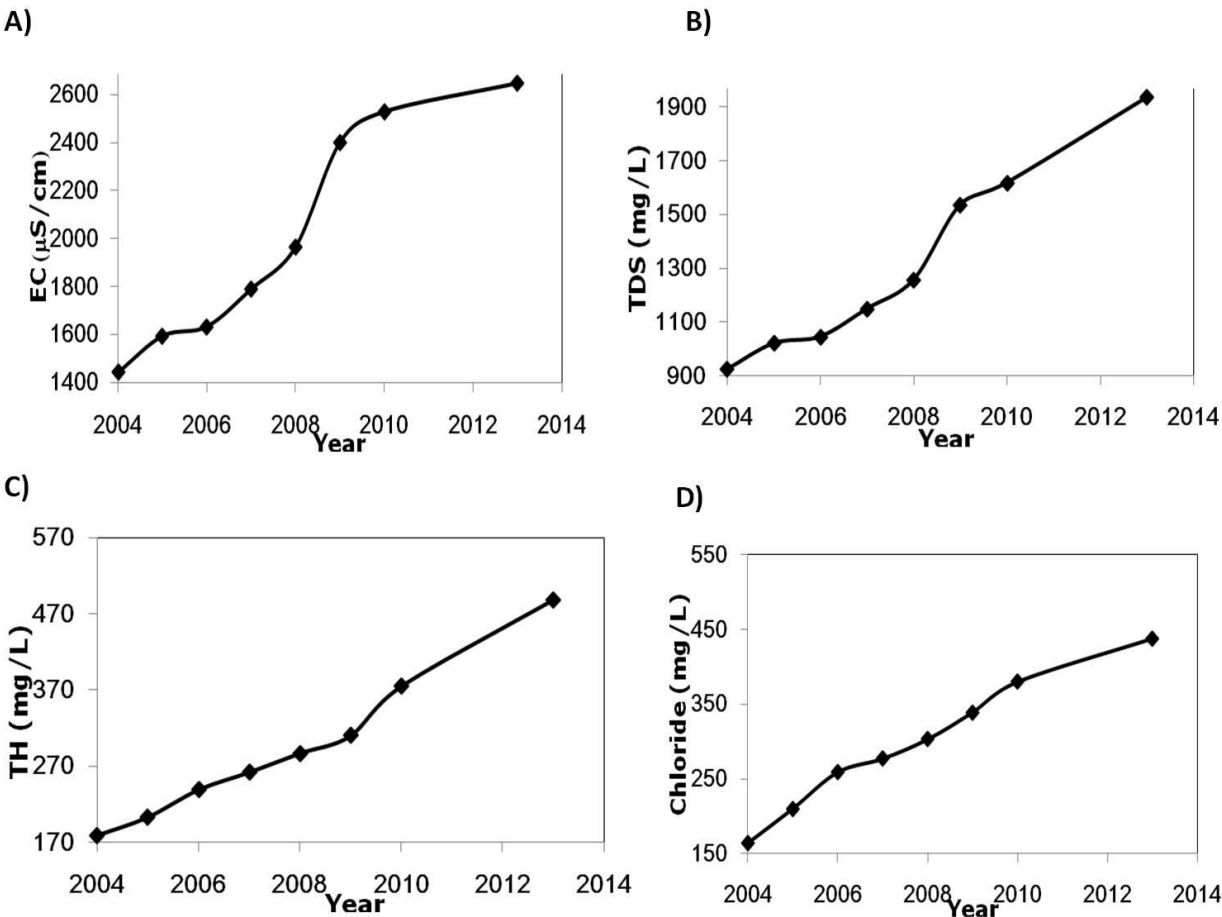 A)
EC (μS/cm)
2600
2400
2200
2000
1800
1600
1400
2004 2006 2008 2010 2012 2014
Year
B)
TDS (mg/L)
1900
1700
1500
1300
1100
900
2004 2006 2008 2010 2012 2014
Year
C)
TH (mg/L)
570
470
370
270
170
2004 2006 2008 2010 2012 2014
Year
D)
Chloride (mg/L)
550
450
350
250
150
2004 2006 2008 2010 2012 2014
Year